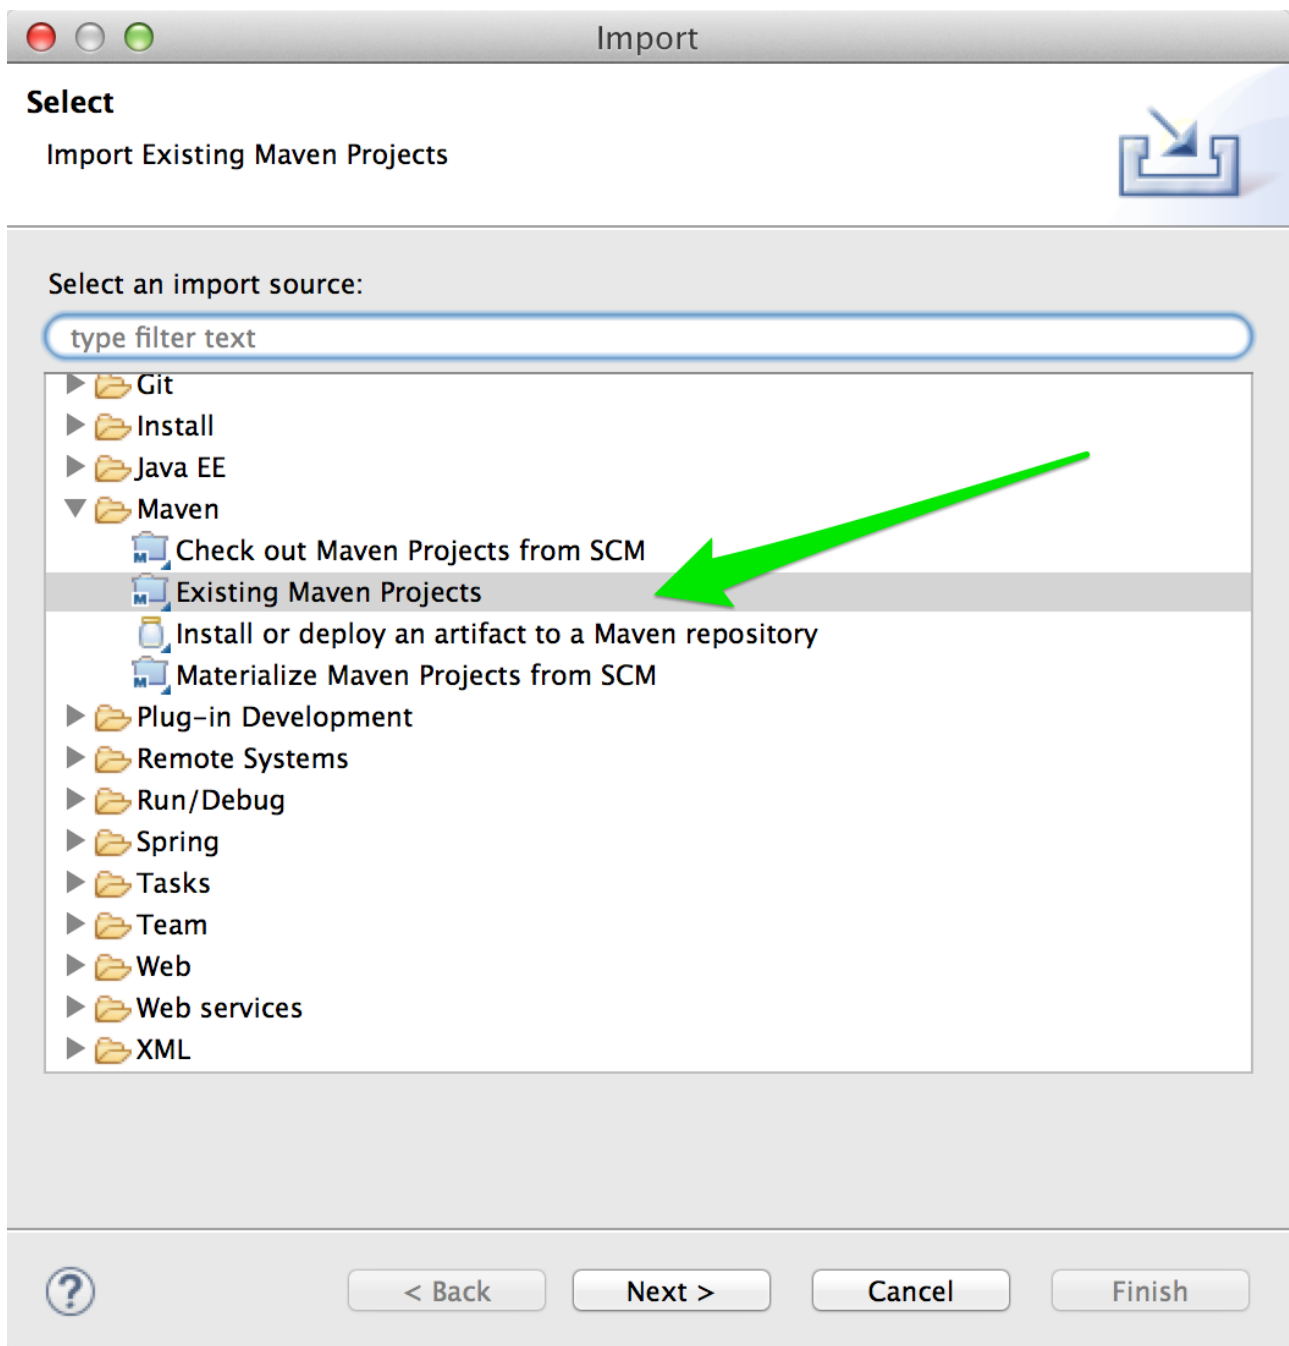 Import
Select
Import Existing Maven Projects
Select an import source:
type filter text
Git
Install
Java EE
Maven
Check out Maven Projects from SCM
Existing Maven Projects
Install or deploy an artifact to a Maven repository
Materialize Maven Projects from SCM
Plug-in Development
Remote Systems
Run/Debug
Spring
Tasks
Team
Web
Web services
XML
? < Back Next > Cancel Finish